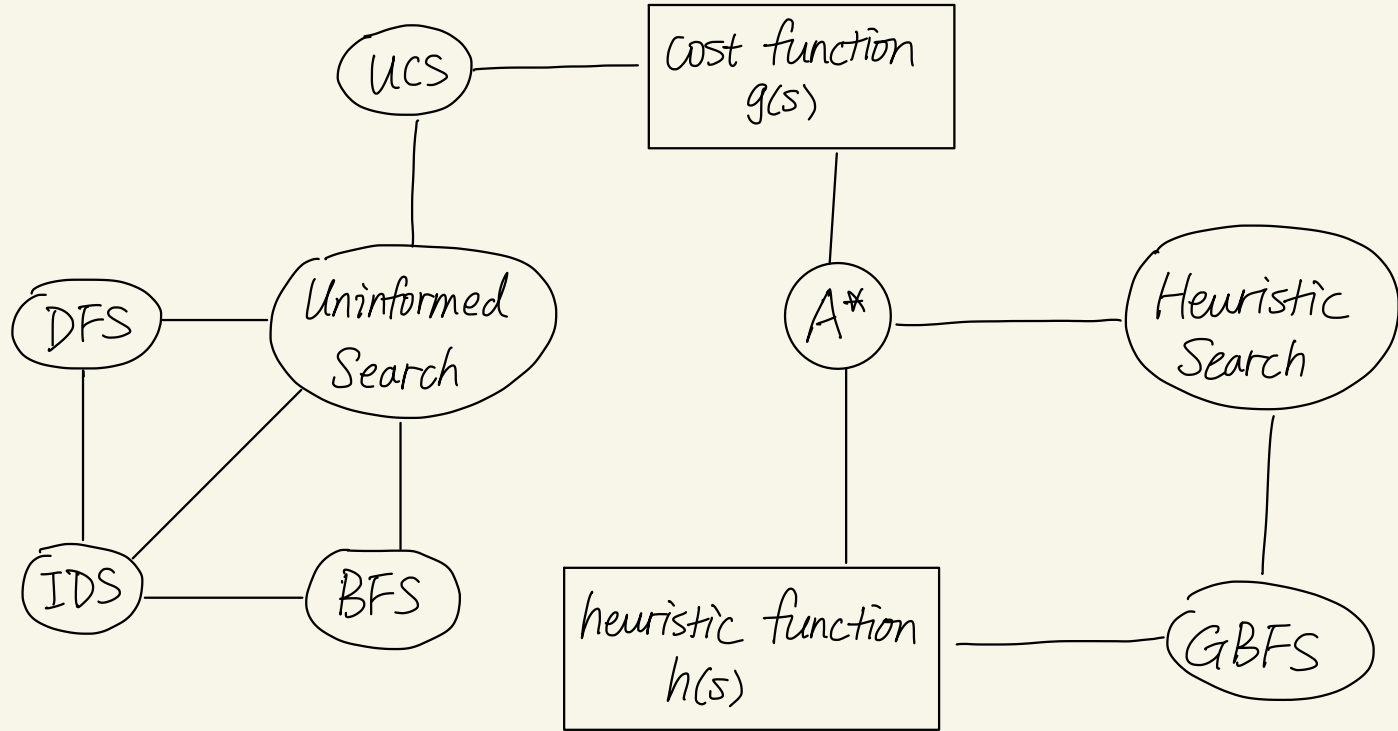 UCS
cost function
g(s)
Uninformed
Search
DFS
A*
Heuristic
Search
IDS
BFS
heuristic function
h(s)
GBFS